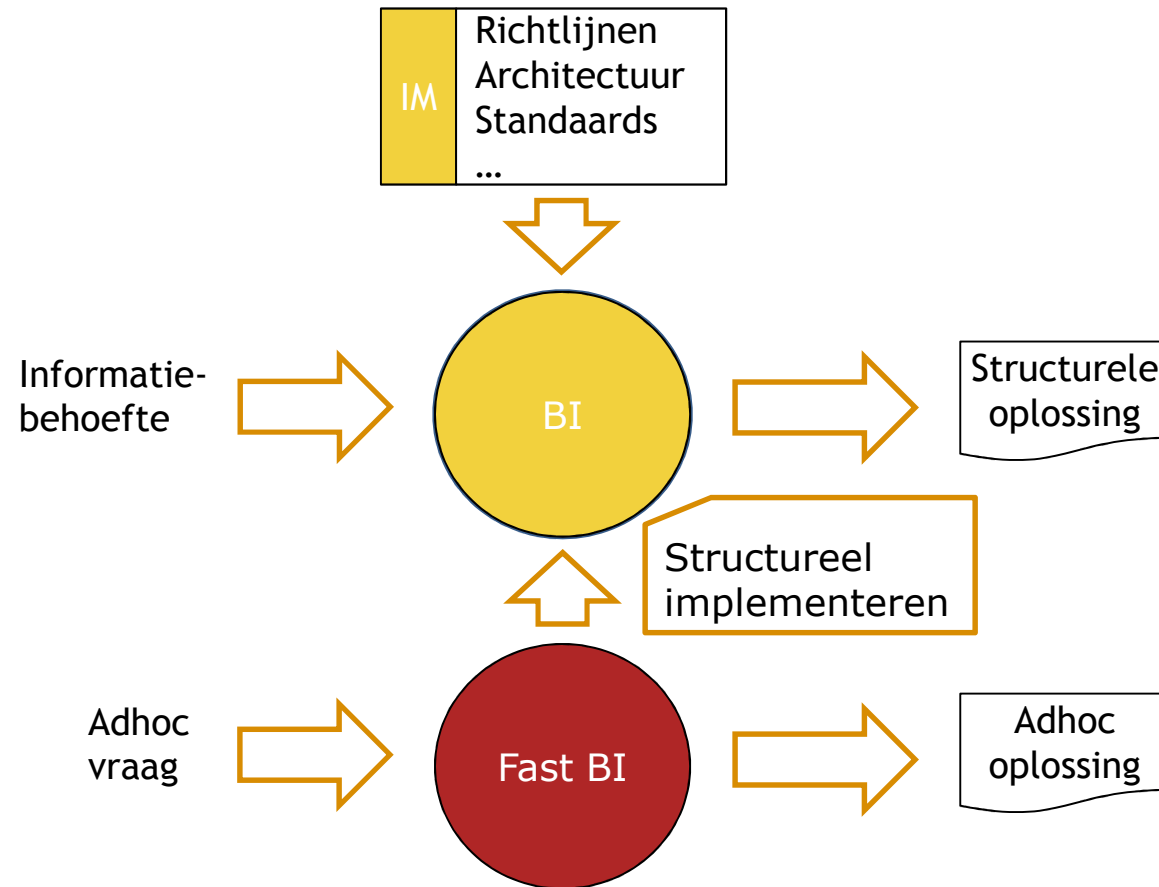 IM
Richtlijnen
Architectuur
Standaards
...
Informatie-
behoefte
BI
Structurele
oplossing
Structureel
implementeren
Adhoc
vraag
Fast BI
Adhoc
oplossing